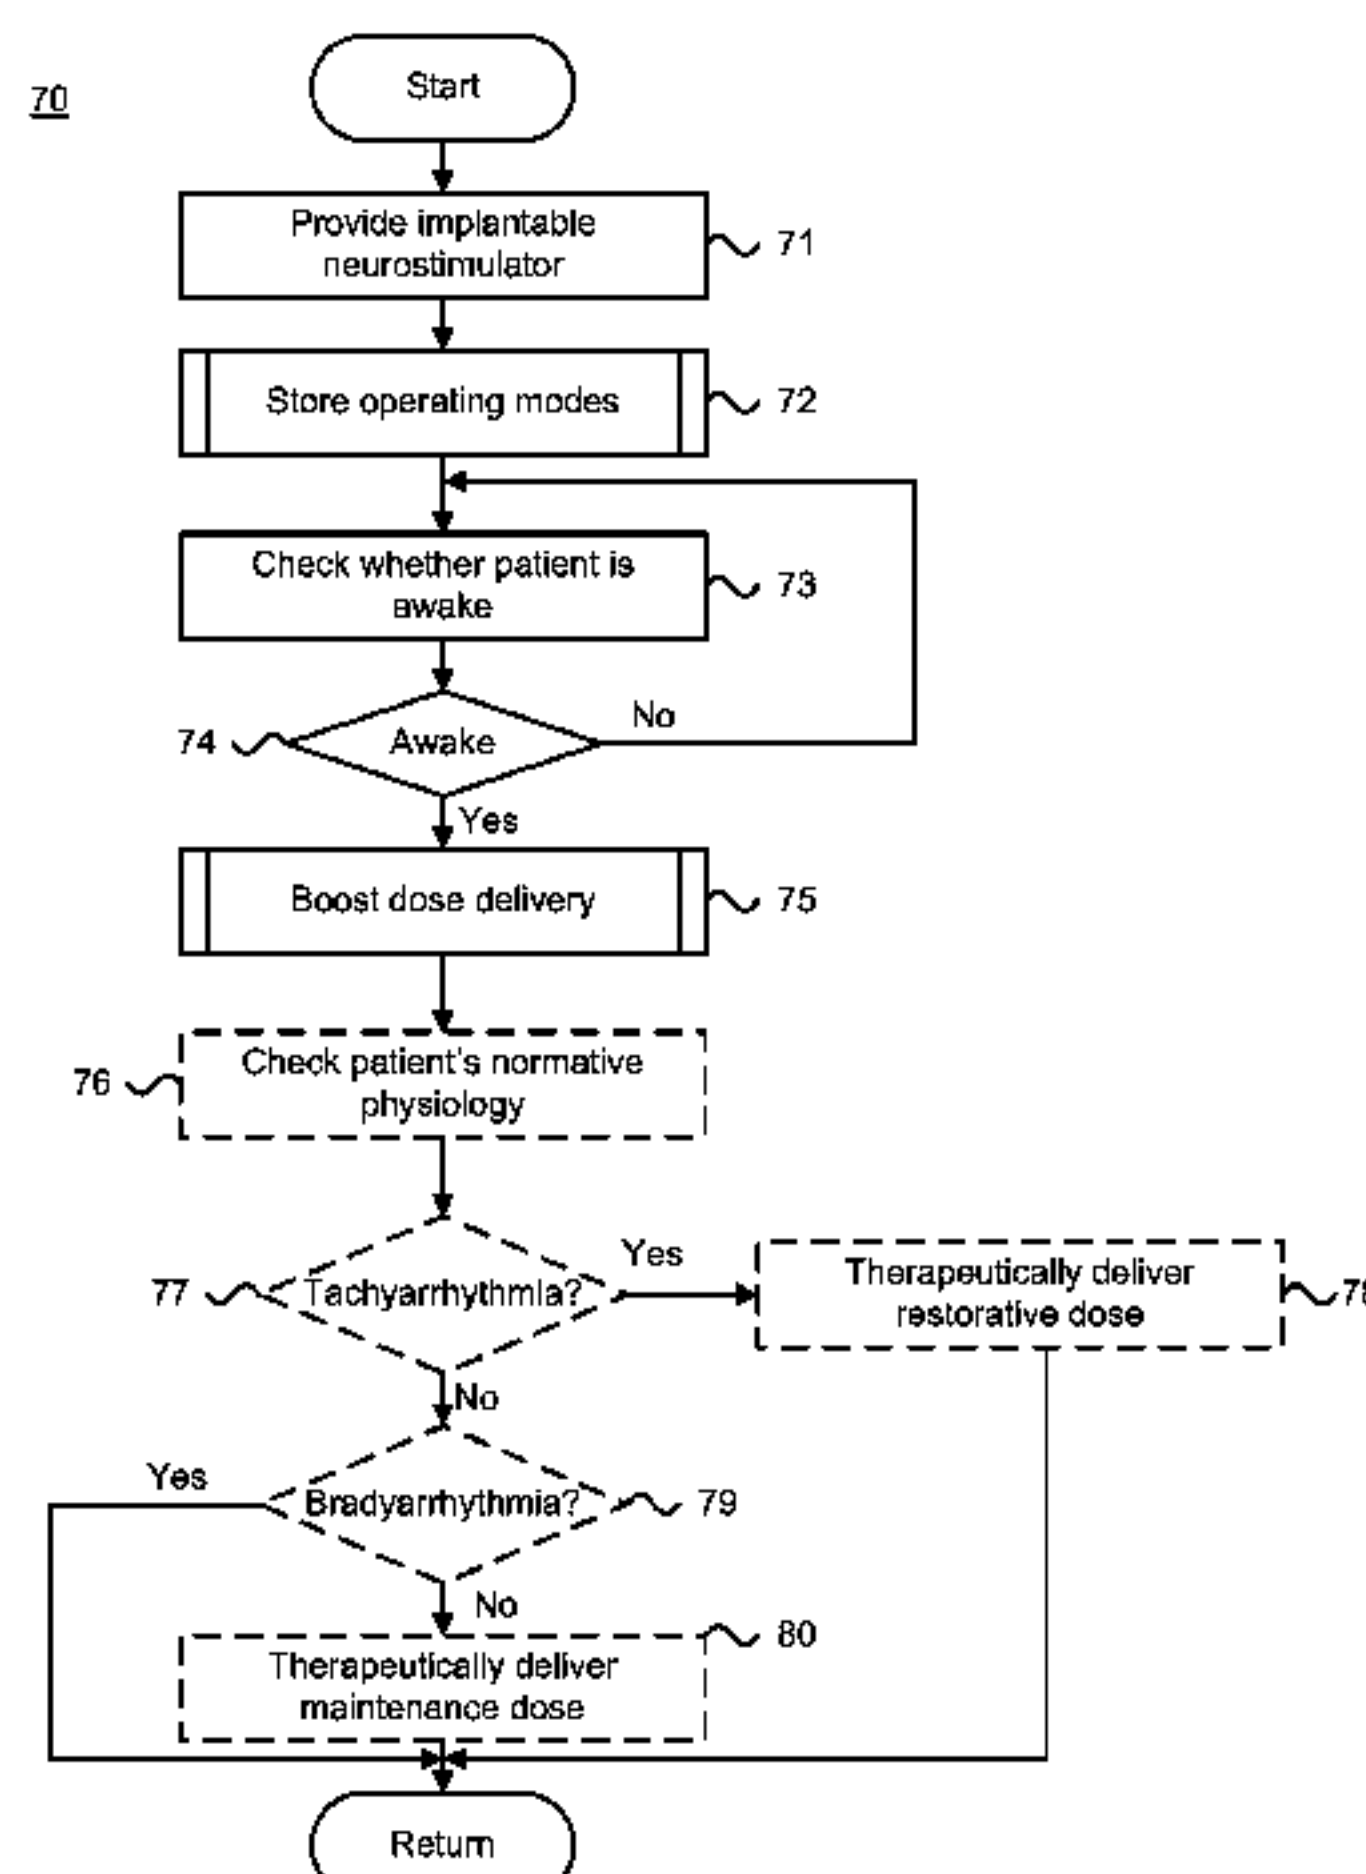 70
Start
Provide implantable
neurostimulator
71
Store operating modes
72
Check whether patient is
awake
73
74
Awake
No
Yes
Boost dose delivery
75
76
Check patient's normative
physiology
77
Tachyarrhythmia?
Yes
Therapeutically deliver
restorative dose
78
No
Yes
Bradyarrhythmia?
79
No
Therapeutically deliver
maintenance dose
80
Return